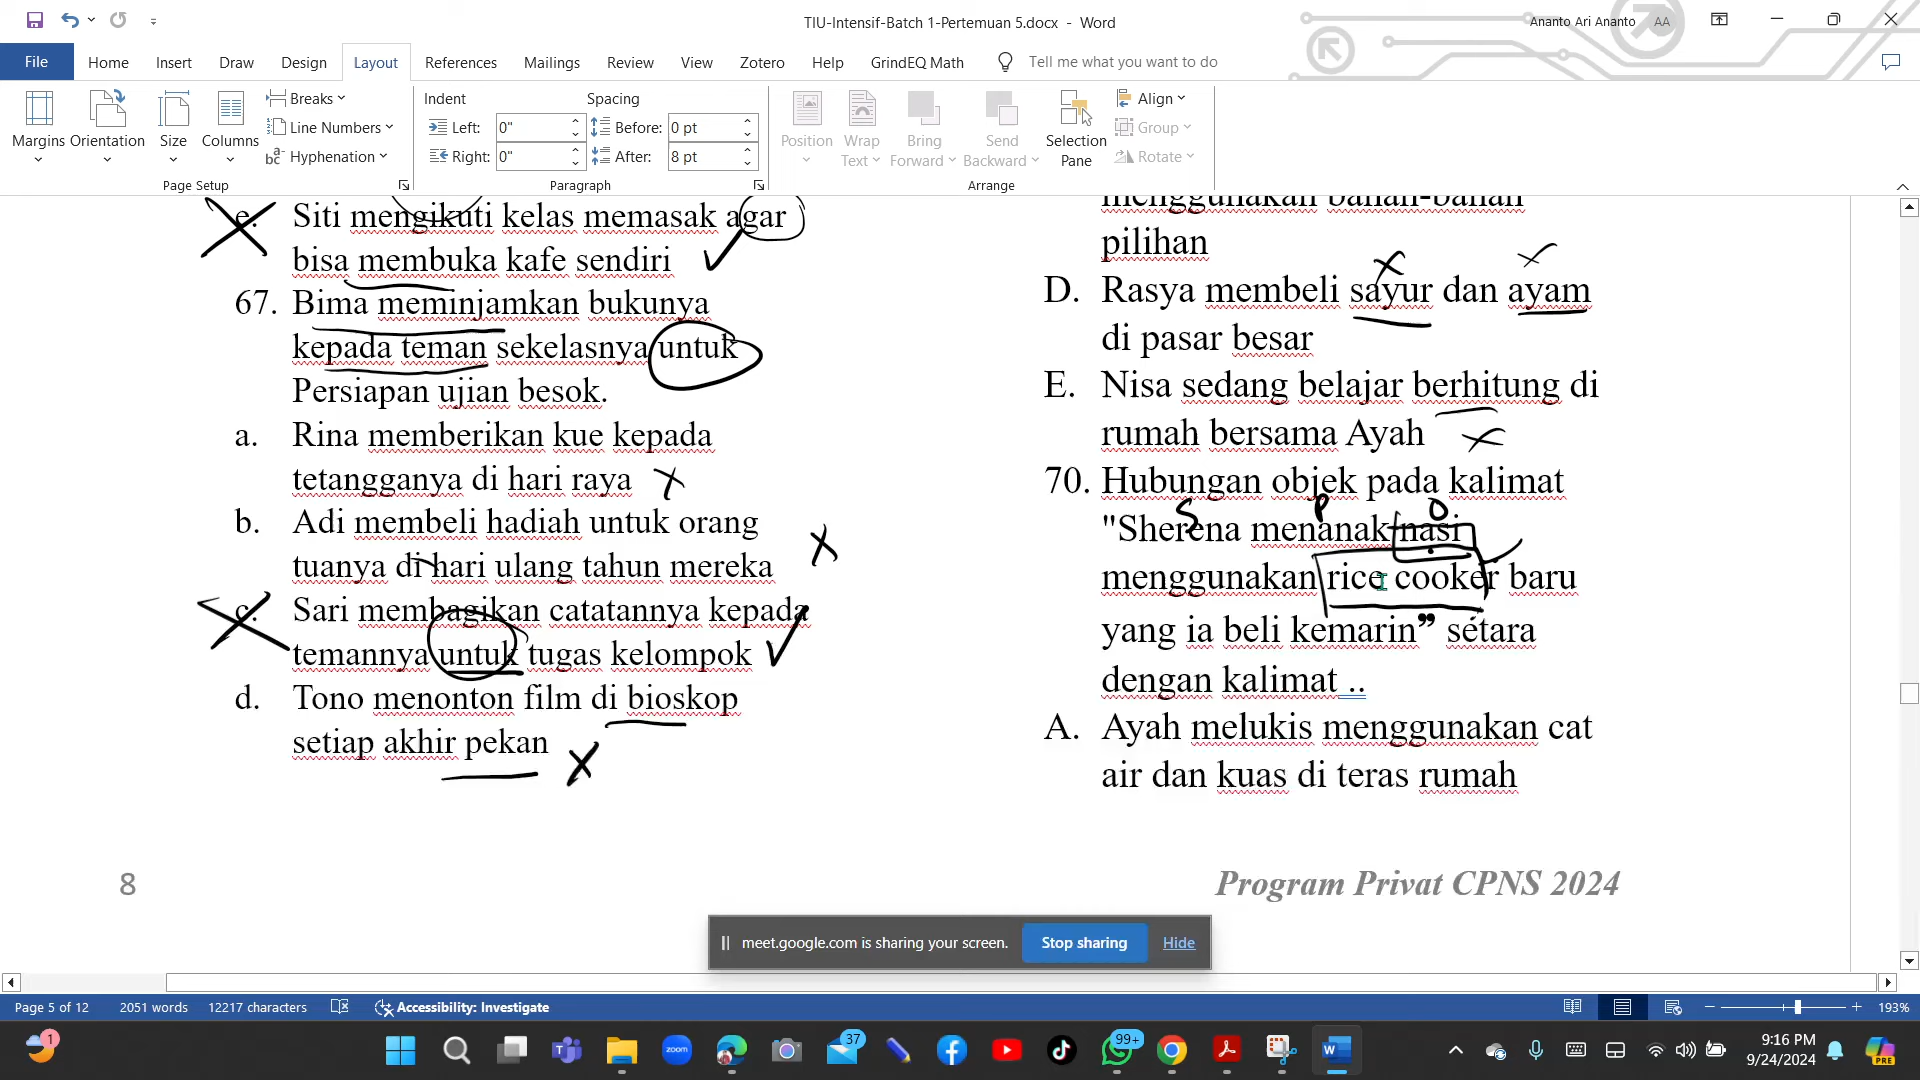 TIU-Intensif-Batch 1-Pertemuan 5.docx - Word
Ananto Ari Ananto
AA
File
Home
Insert
Draw
Design
Layout
References
Mailings
Review
View
Zotero
Help
GrindEQ Math
Tell me what you want to do
Margins
Orientation
Size
Columns
Breaks
Line Numbers
Hyphenation
Page Setup
Indent
Left: 0"
Right: 0"
Spacing
Before: 0 pt
After: 8 pt
Paragraph
Position
Wrap Text
Bring Forward
Send Backward
Selection Pane
Align
Group
Rotate
Arrange
e. Siti mengikuti kelas memasak agar
bisa membuka kafe sendiri
67. Bima meminjamkan bukunya
kepada teman sekelasnya untuk
Persiapan ujian besok.
a. Rina memberikan kue kepada
tetangganya di hari raya
b. Adi membeli hadiah untuk orang
tuanya di hari ulang tahun mereka
c. Sari membagikan catatannya kepada
temannya untuk tugas kelompok
d. Tono menonton film di bioskop
setiap akhir pekan
menggunakan bahan-bahan
pilihan
D. Rasya membeli sayur dan ayam
di pasar besar
E. Nisa sedang belajar berhitung di
rumah bersama Ayah
70. Hubungan objek pada kalimat
S P O
"Sherena menanak nasi
menggunakan rice cooker baru
yang ia beli kemarin” setara
dengan kalimat ..
A. Ayah melukis menggunakan cat
air dan kuas di teras rumah
8
Program Privat CPNS 2024
meet.google.com is sharing your screen.
Stop sharing
Hide
Page 5 of 12
2051 words
12217 characters
Accessibility: Investigate
193%
1
zoom
37
99+
W
9:16 PM
9/24/2024
PRE